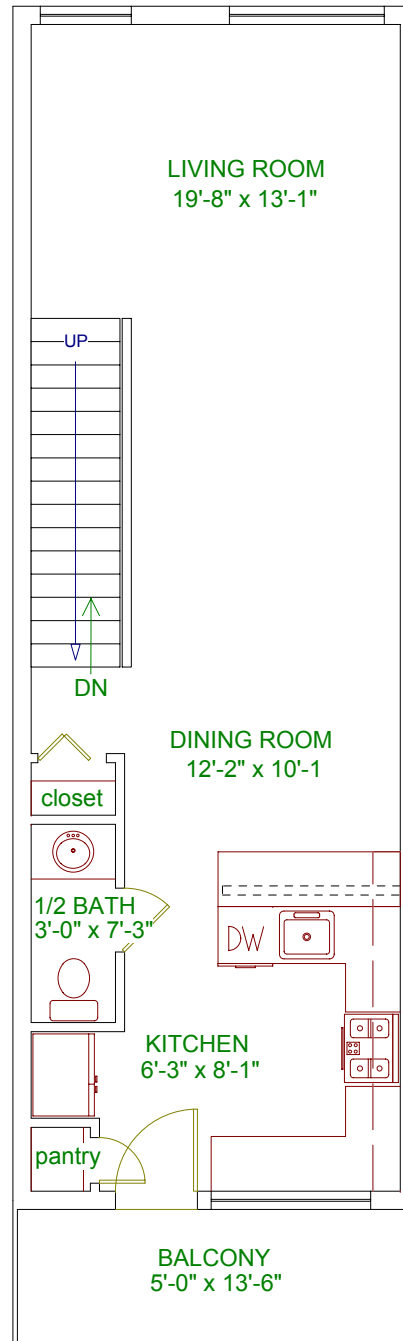 LIVING ROOM
19'-8" x 13'-1"
UP
DN
DINING ROOM
12'-2" x 10'-1
closet
1/2 BATH
3'-0" x 7'-3"
DW
KITCHEN
6'-3" x 8'-1"
pantry
BALCONY
5'-0" x 13'-6"